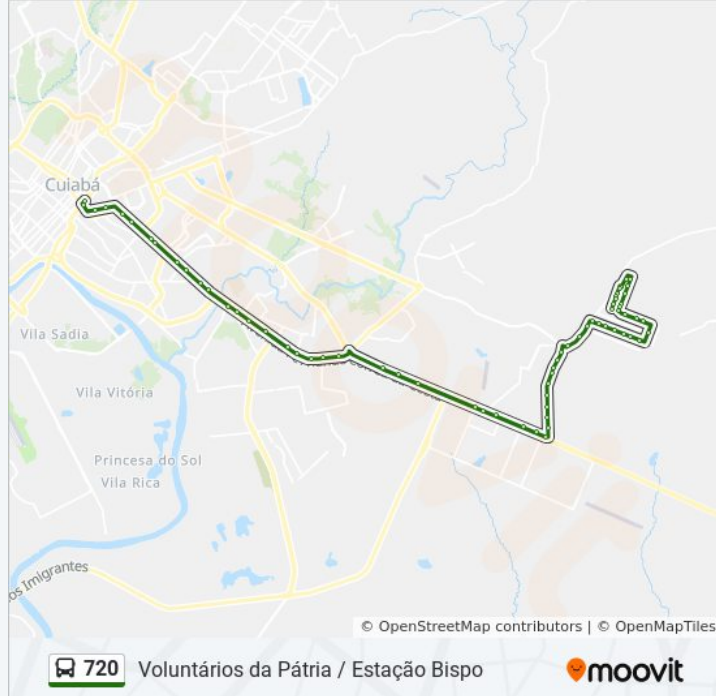 Cuiabá
Vila Sadia
Vila Vitória
Princesa do Sol
Vila Rica
os Imigrantes
© OpenStreetMap contributors | © OpenMapTiles
720 Voluntários da Pátria / Estação Bispo
moovit